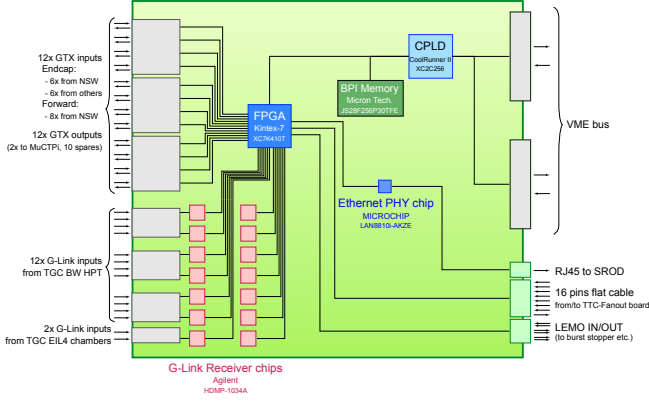 12x GTX inputs
Endcap:
- 6x from NSW
- 6x from others
Forward:
- 8x from NSW
12x GTX outputs
(2x to MuCTPi, 10 spares)
12x G-Link inputs
from TGC BW HPT
2x G-Link inputs
from TGC EIL4 chambers
FPGA
Kintex-7
XC7K410T
CPLD
CoolRunner II
XC2C256
BPI Memory
Micron Tech.
JS28F256P30TFE
Ethernet PHY chip
MICROCHIP
LAN8810i-AKZE
VME bus
RJ45 to SROD
16 pins flat cable
from/to TTC-Fanout board
LEMO IN/OUT
(to burst stopper etc.)
G-Link Receiver chips
Agilent
HDMP-1034A